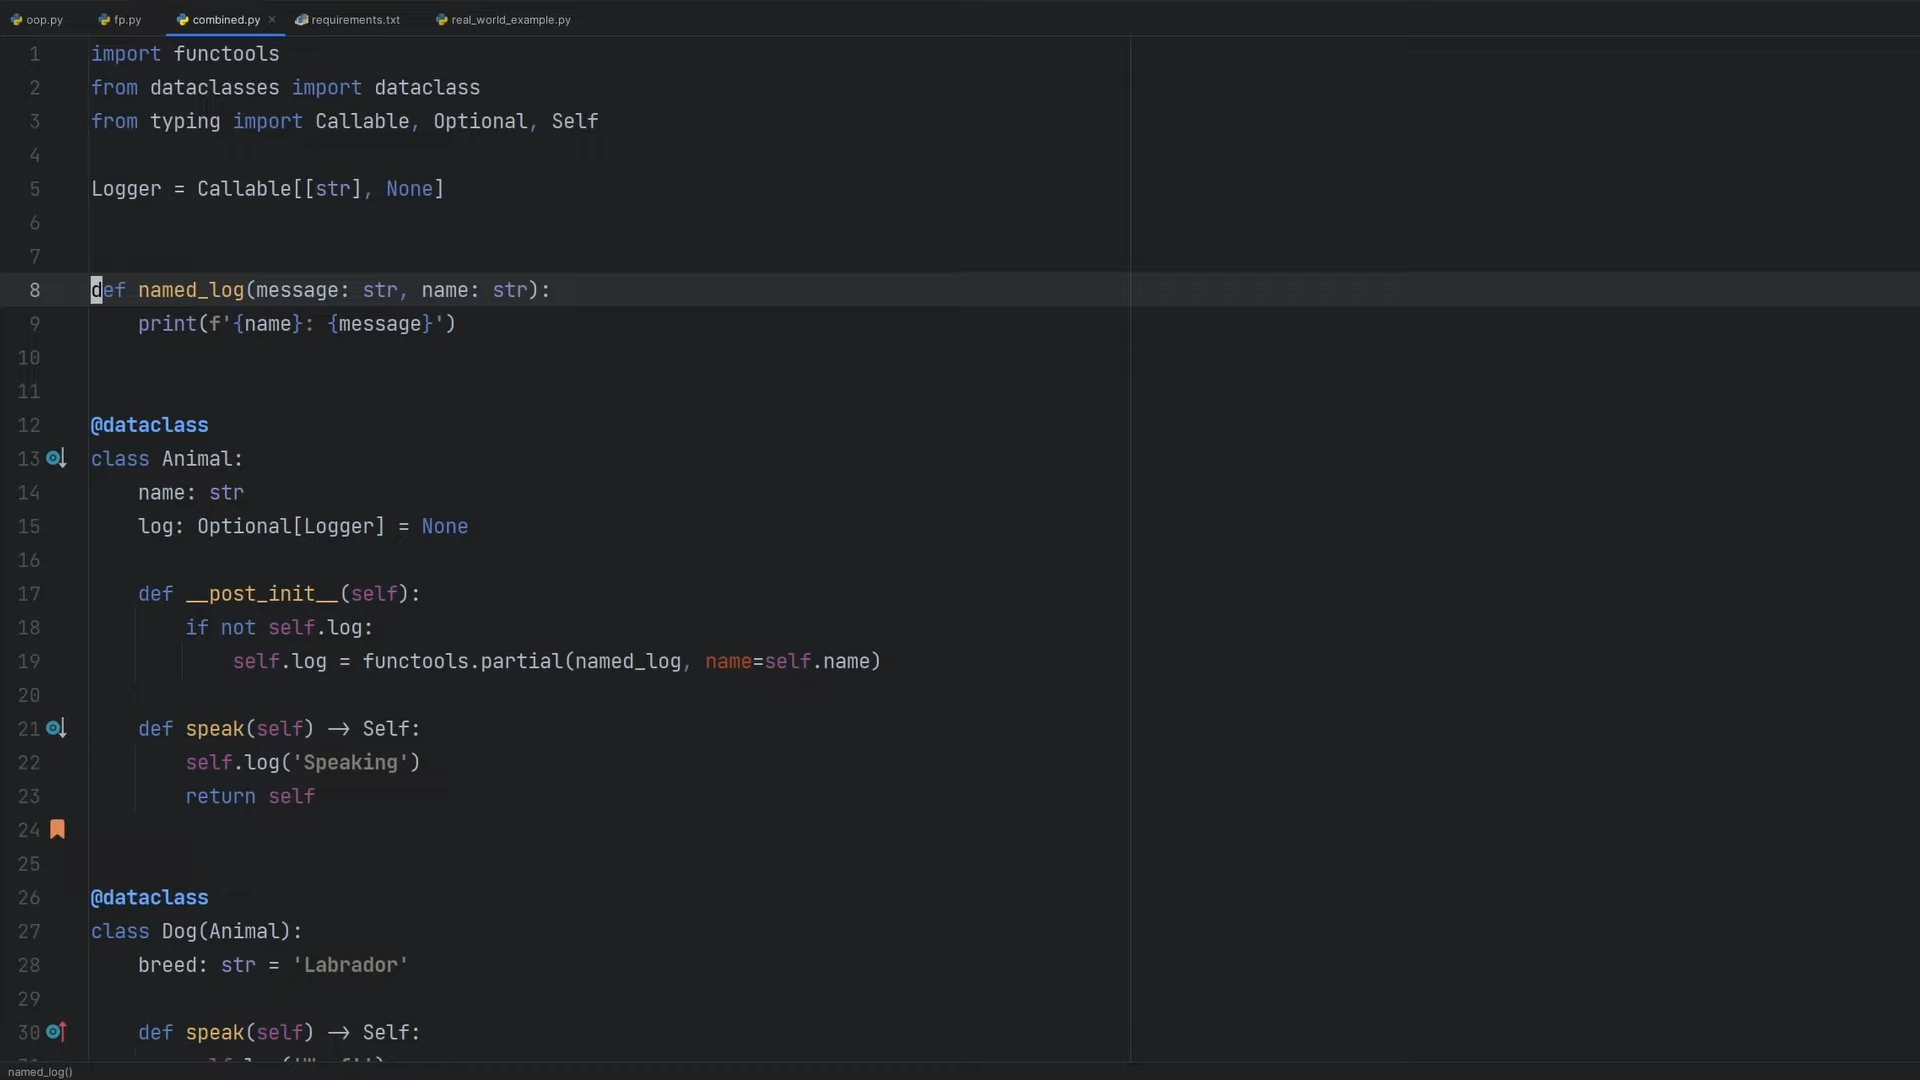 oop.py fp.py combined.py × requirements.txt real_world_example.py
1 import functools
2 from dataclasses import dataclass
3 from typing import Callable, Optional, Self
4
5 Logger = Callable[[str], None]
6
7
8 def named_log(message: str, name: str):
9 print(f'{name}: {message}')
10
11
12 @dataclass
13 class Animal:
14 name: str
15 log: Optional[Logger] = None
16
17 def __post_init__(self):
18 if not self.log:
19 self.log = functools.partial(named_log, name=self.name)
20
21 def speak(self) → Self:
22 self.log('Speaking')
23 return self
24
25
26 @dataclass
27 class Dog(Animal):
28 breed: str = 'Labrador'
29
30 def speak(self) → Self:
named_log()